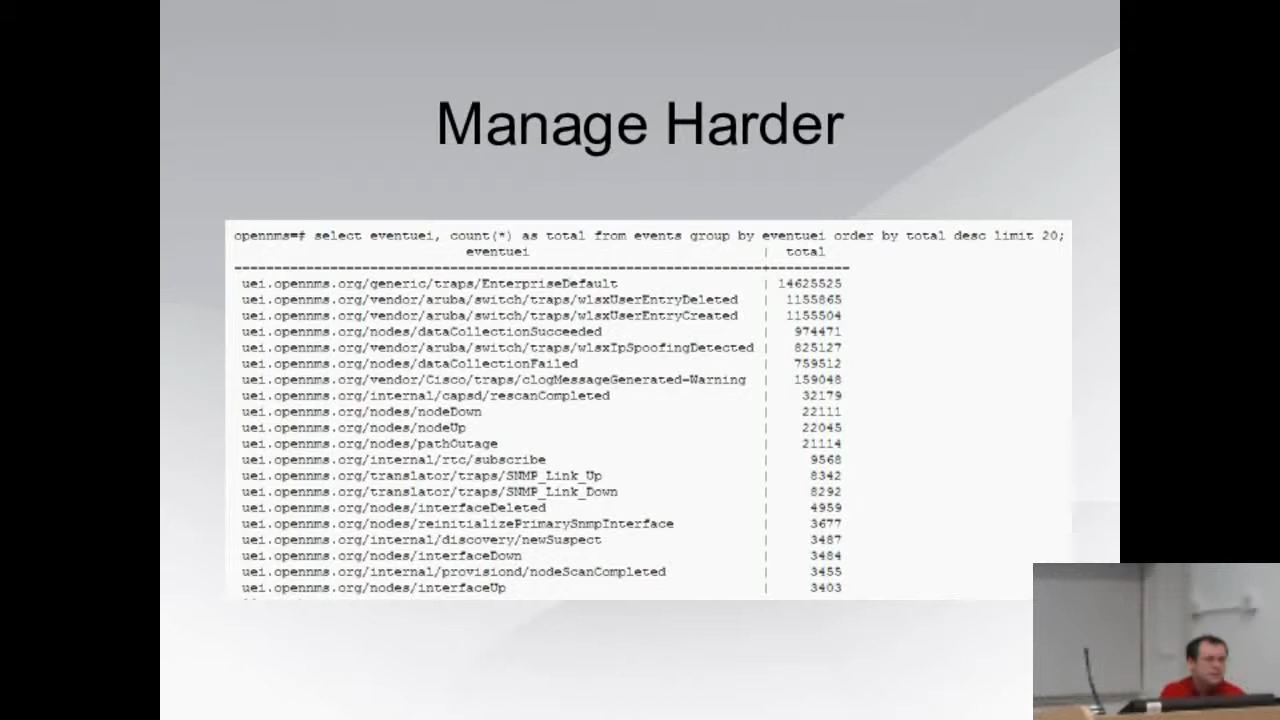 Manage Harder
opennms=# select eventuei, count(*) as total from events group by eventuei order by total desc limit 20;
eventuei | total
uei.opennms.org/generic/traps/EnterpriseDefault | 14625525
uei.opennms.org/vendor/aruba/switch/traps/wlsxUserEntryDeleted | 1155865
uei.opennms.org/vendor/aruba/switch/traps/wlsxUserEntryCreated | 1155504
uei.opennms.org/nodes/dataCollectionSucceeded | 974471
uei.opennms.org/vendor/aruba/switch/traps/wlsxIpSpoofingDetected | 825127
uei.opennms.org/nodes/dataCollectionFailed | 759512
uei.opennms.org/vendor/Cisco/traps/clogMessageGenerated-Warning | 159048
uei.opennms.org/internal/capsd/rescanCompleted | 32179
uei.opennms.org/nodes/nodeDown | 22111
uei.opennms.org/nodes/nodeUp | 22045
uei.opennms.org/nodes/pathOutage | 21114
uei.opennms.org/internal/rtc/subscribe | 9568
uei.opennms.org/translator/traps/SNMP_Link_Up | 8342
uei.opennms.org/translator/traps/SNMP_Link_Down | 8292
uei.opennms.org/nodes/interfaceDeleted | 4959
uei.opennms.org/nodes/reinitializePrimarySnmpInterface | 3677
uei.opennms.org/internal/discovery/newSuspect | 3487
uei.opennms.org/nodes/interfaceDown | 3484
uei.opennms.org/internal/provisiond/nodeScanCompleted | 3455
uei.opennms.org/nodes/interfaceUp | 3403